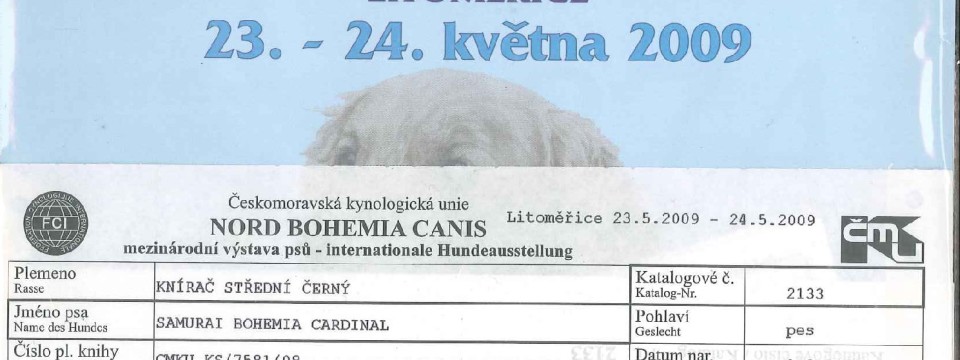 LITOMĚŘICE
23. - 24. května 2009
FCI
Českomoravská kynologická unie
NORD BOHEMIA CANIS
Litoměřice 23.5.2009 - 24.5.2009
čmku
mezinárodní výstava psů - internationale Hundeausstellung
Plemeno
Rasse
KNÍRAČ STŘEDNÍ ČERNÝ
Katalogové č.
Katalog-Nr.
2133
Jméno psa
Name des Hundes
SAMURAI BOHEMIA CARDINAL
Pohlaví
Geslecht
pes
Číslo pl. knihy
CMKU KS/7581/08
Datum nar.